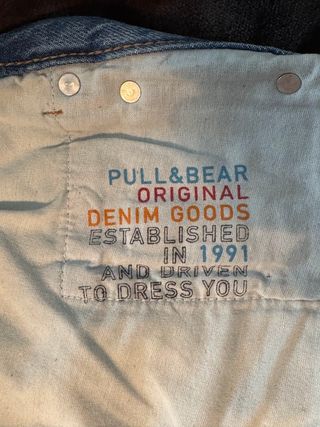 PULL&BEAR
ORIGINAL
DENIM GOODS
ESTABLISHED
IN 1991
AND DRIVEN
TO DRESS YOU